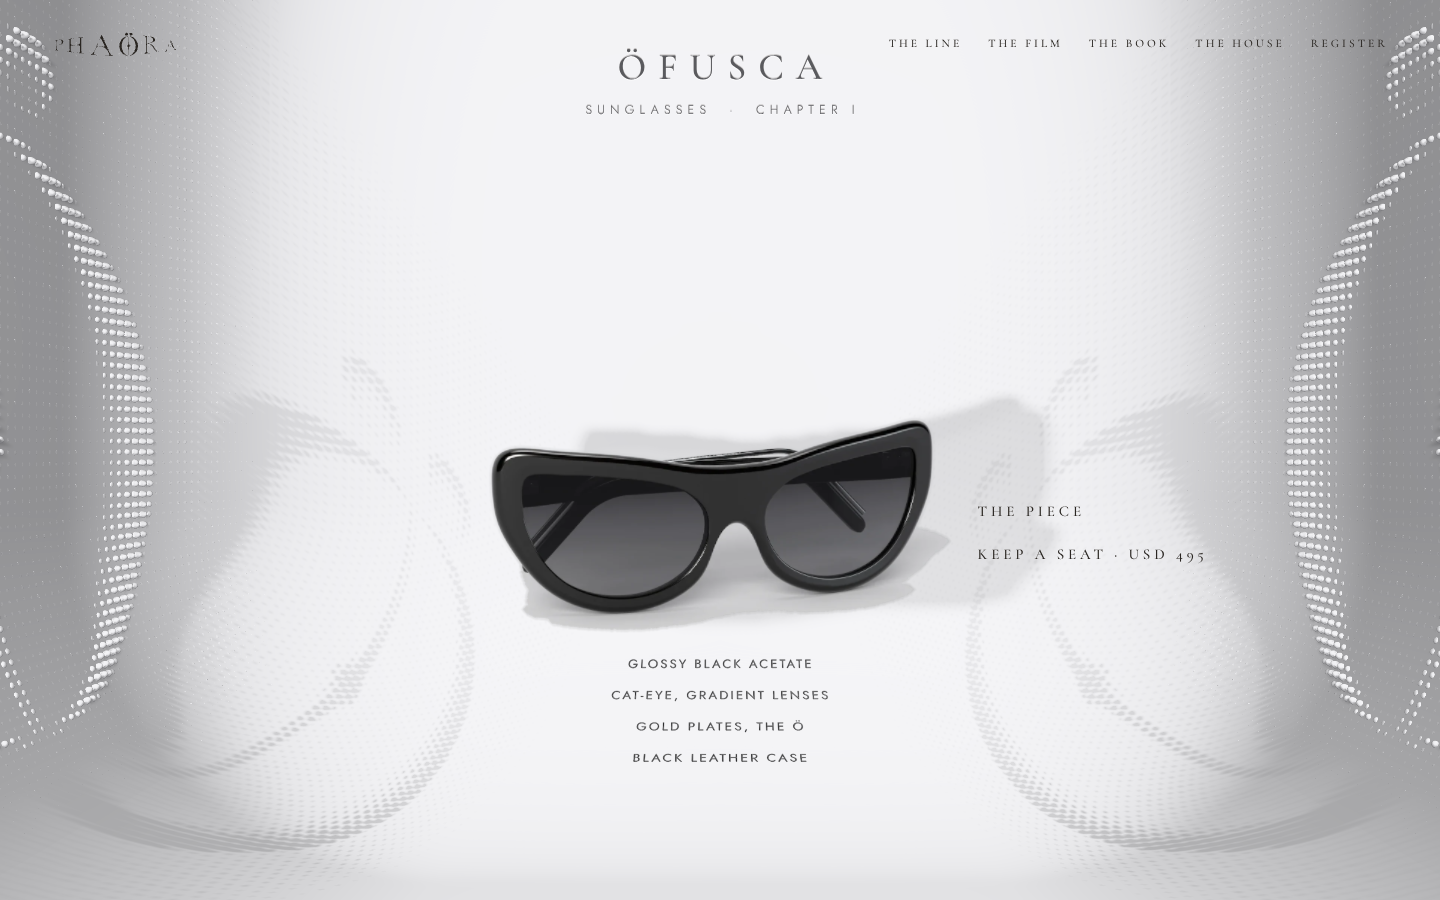 PHAÖRA
THE LINE THE FILM THE BOOK THE HOUSE REGISTER
ÖFUSCA
SUNGLASSES · CHAPTER I
THE PIECE
KEEP A SEAT · USD 495
GLOSSY BLACK ACETATE
CAT-EYE, GRADIENT LENSES
GOLD PLATES, THE Ö
BLACK LEATHER CASE